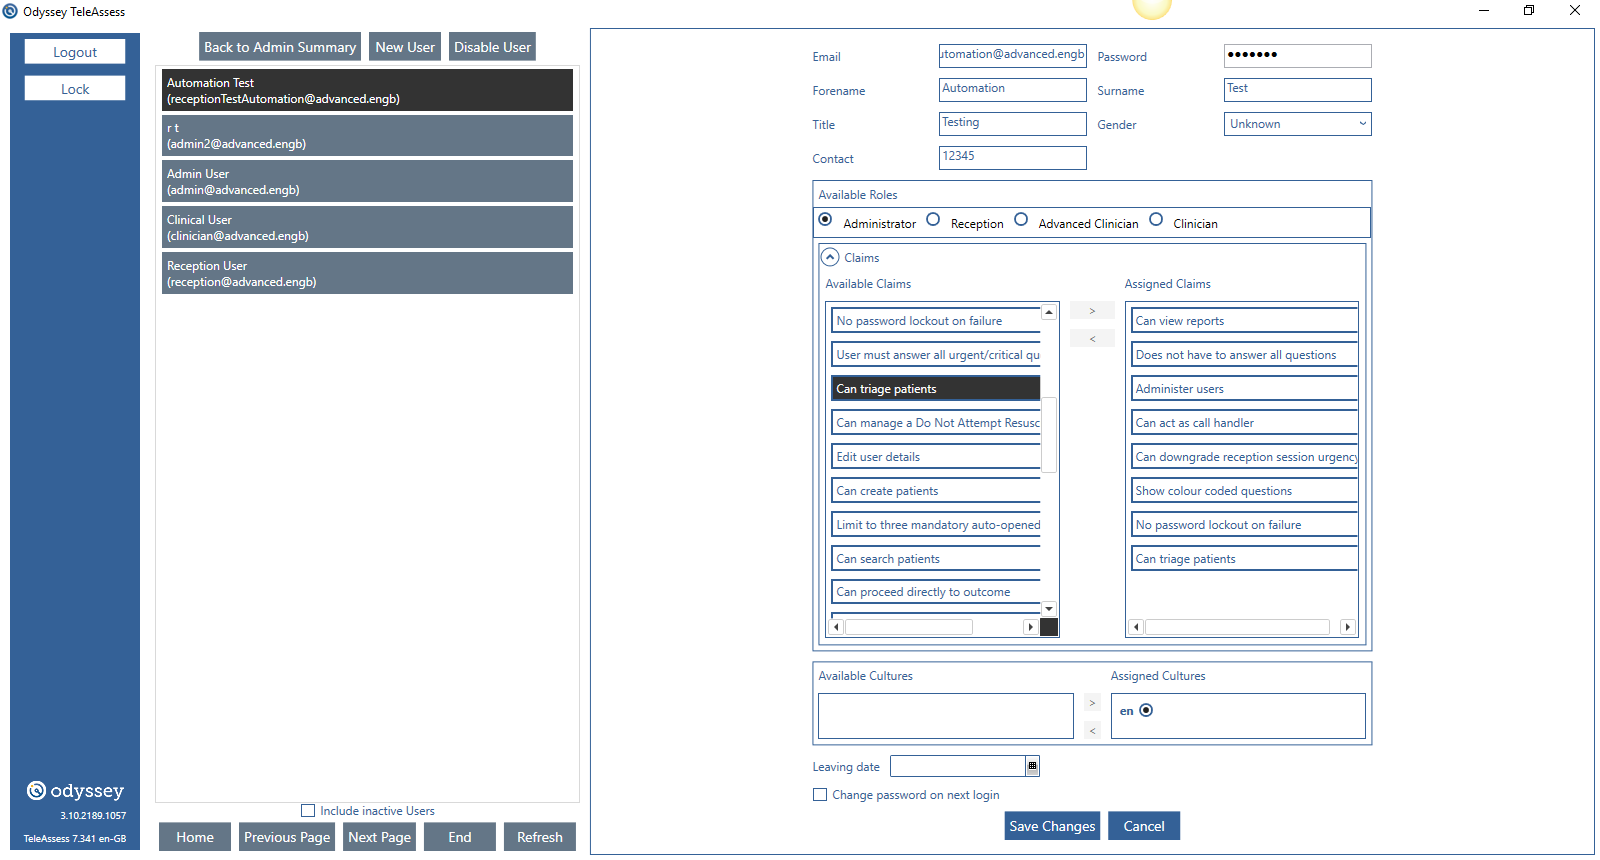 Odyssey TeleAssess
Logout
Lock
Back to Admin Summary
New User
Disable User
Automation Test
(receptionTestAutomation@advanced.engb)
r t
(admin2@advanced.engb)
Admin User
(admin@advanced.engb)
Clinical User
(clinician@advanced.engb)
Reception User
(reception@advanced.engb)
Include inactive Users
Home
Previous Page
Next Page
End
Refresh
odyssey
3.10.2189.1057
TeleAssess 7.341 en-GB
Email
utomation@advanced.engb
Password
Forename
Automation
Surname
Test
Title
Testing
Gender
Unknown
Contact
12345
Available Roles
Administrator
Reception
Advanced Clinician
Clinician
Claims
Available Claims
No password lockout on failure
User must answer all urgent/critical qu
Can triage patients
Can manage a Do Not Attempt Resusc
Edit user details
Can create patients
Limit to three mandatory auto-opened
Can search patients
Can proceed directly to outcome
>
<
Assigned Claims
Can view reports
Does not have to answer all questions
Administer users
Can act as call handler
Can downgrade reception session urgency
Show colour coded questions
No password lockout on failure
Can triage patients
Available Cultures
>
<
Assigned Cultures
en
Leaving date
Change password on next login
Save Changes
Cancel